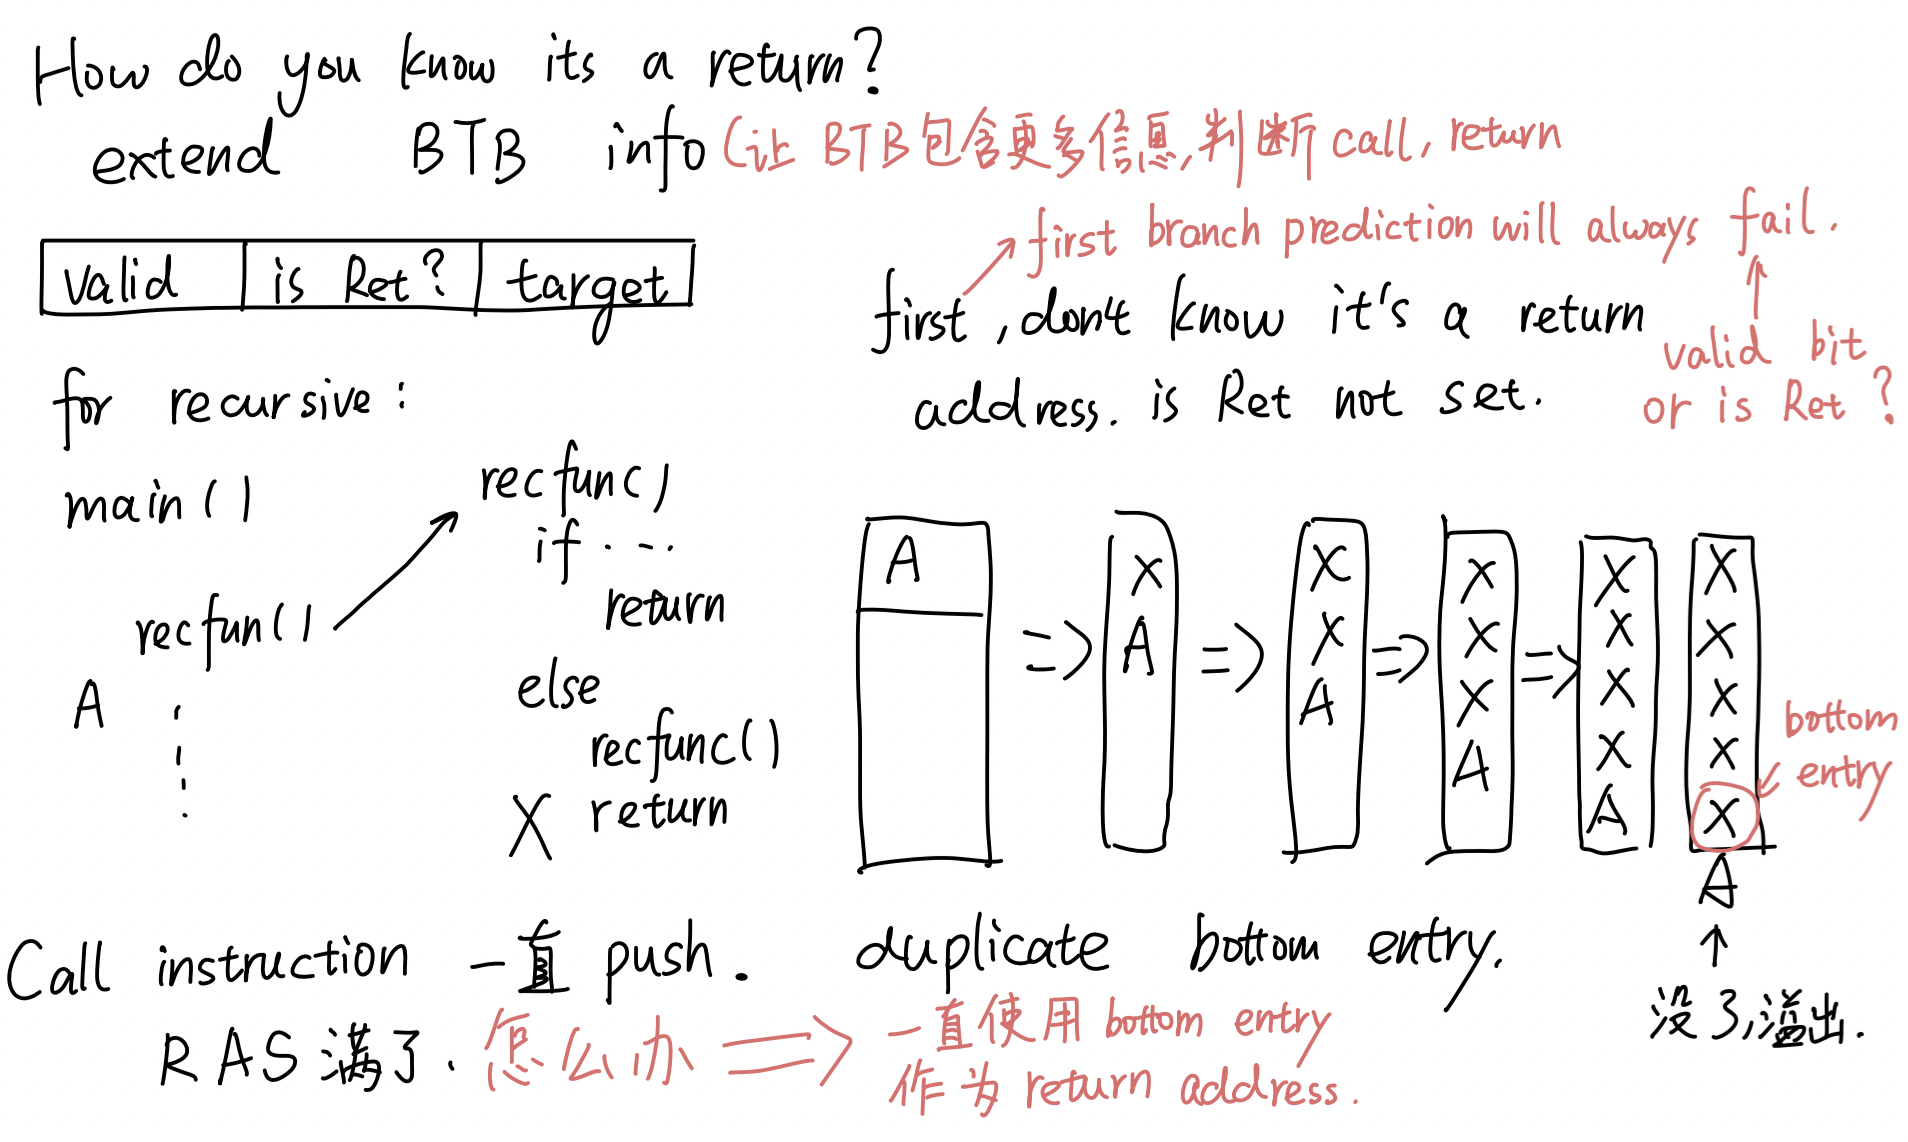 How do you know its a return?
extend BTB info (让 BTB包含更多信息,判断 call, return
first branch prediction will always fail.
valid | is Ret? | target
first, don't know it's a return
address. is Ret not set.
valid bit
or is Ret?
for recursive:
main()
recfun()
A
recfunc)
if ...
return
else
recfunc()
X return
A
X
A
X
X
A
X
X
X
A
X
X
X
X
A
X
X
X
X
X
bottom
entry
A
没了,溢出.
Call instruction 一直 push.
RAS 满了. 怎么办
duplicate bottom entry.
一直使用 bottom entry
作为 return address.